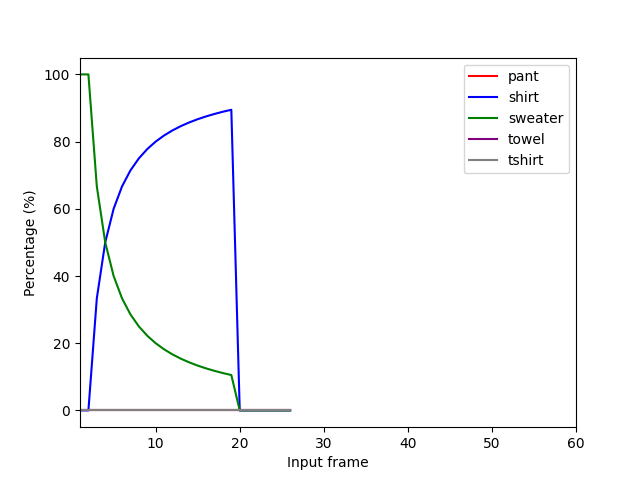 100
80
60
40
20
0
Percentage (%)
10 20 30 40 50 60
Input frame
pant
shirt
sweater
towel
tshirt